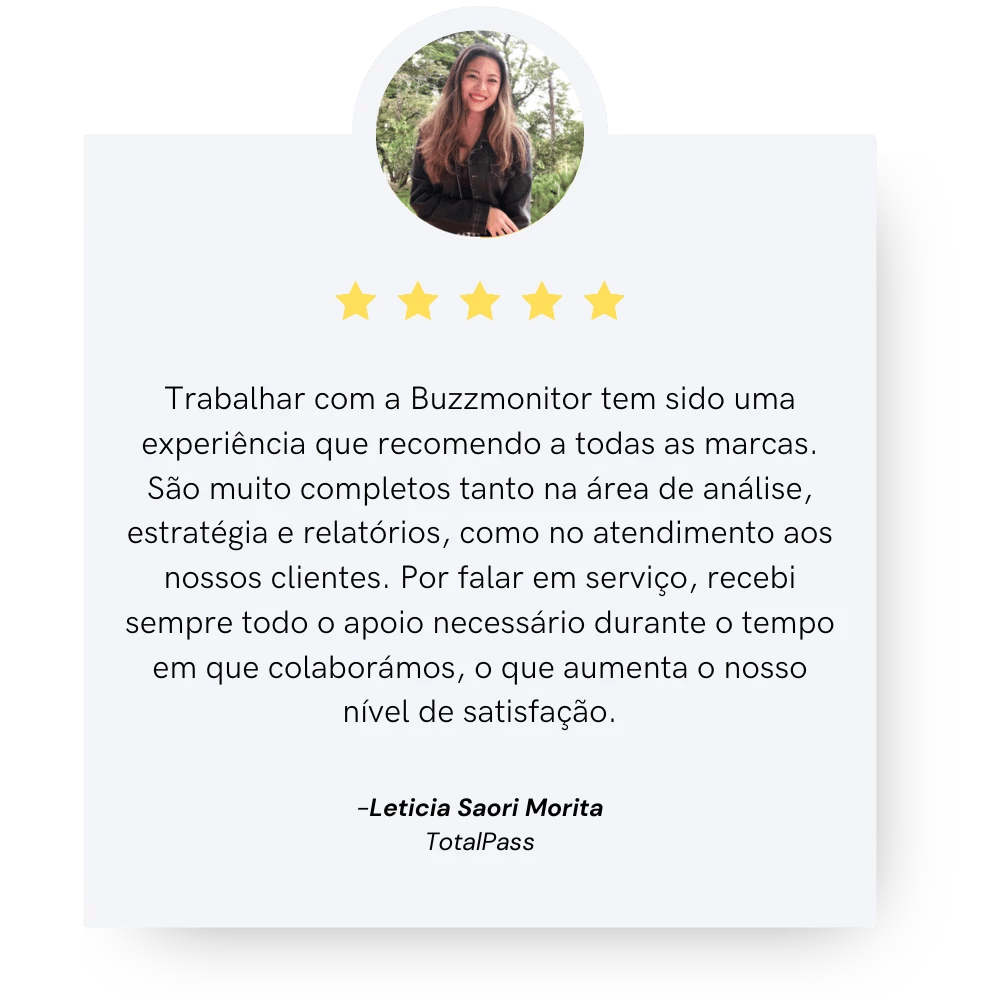 Trabalhar com a Buzzmonitor tem sido uma
experiência que recomendo a todas as marcas.
São muito completos tanto na área de análise,
estratégia e relatórios, como no atendimento aos
nossos clientes. Por falar em serviço, recebi
sempre todo o apoio necessário durante o tempo
em que colaborámos, o que aumenta o nosso
nível de satisfação.
–Leticia Saori Morita
TotalPass